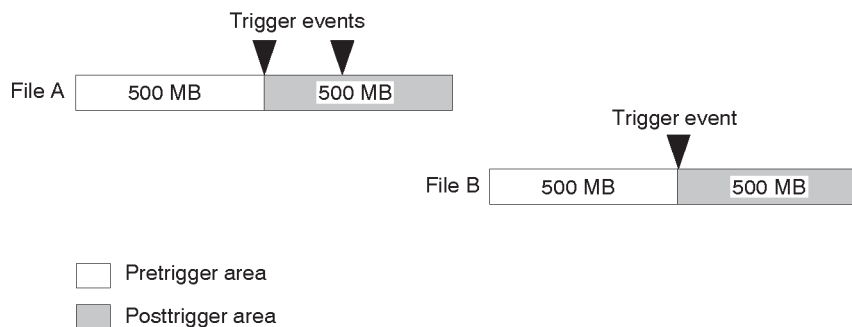 Trigger events
File A 500 MB 500 MB
Trigger event
File B 500 MB 500 MB
Pretrigger area
Posttrigger area